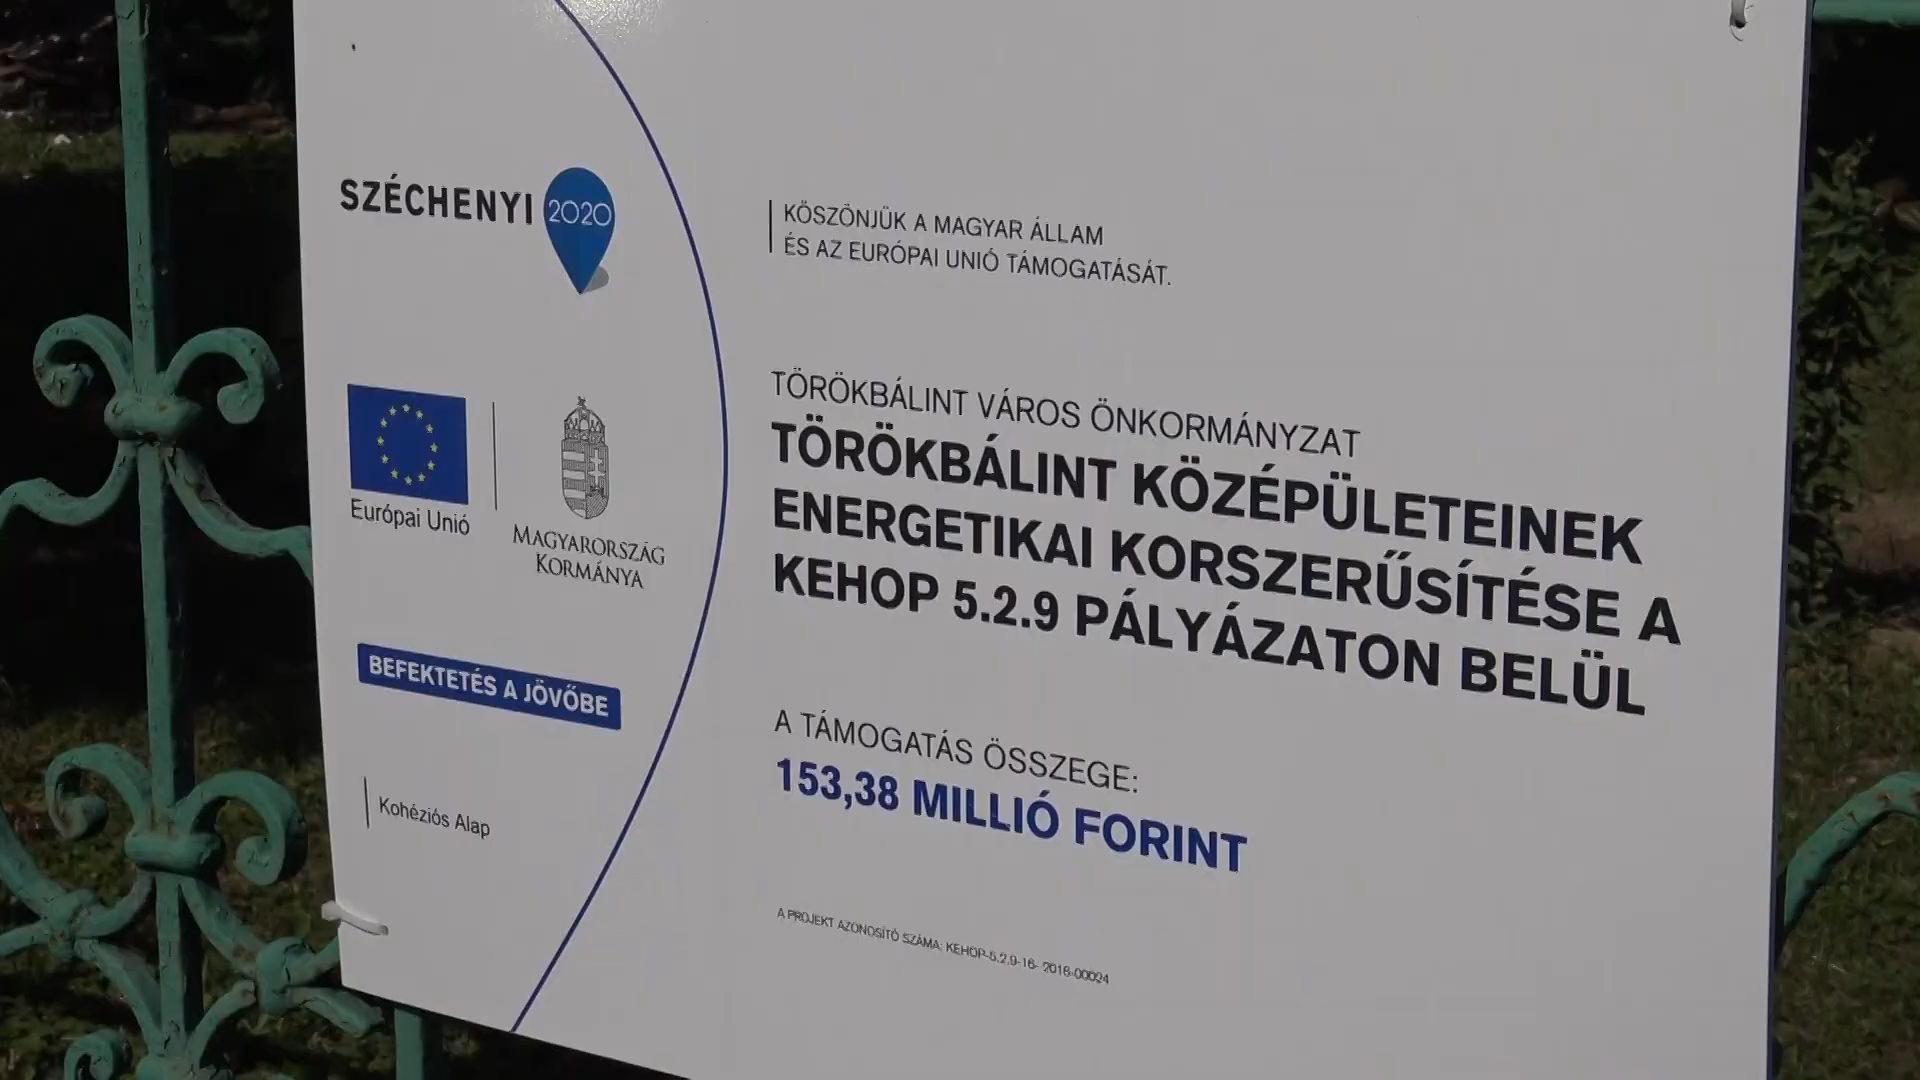 SZÉCHENYI 2020
Európai Unió
MAGYARORSZÁG
KORMÁNYA
BEFEKTETÉS A JÖVŐBE
Kohéziós Alap
KÖSZÖNJÜK A MAGYAR ÁLLAM
ÉS AZ EURÓPAI UNIÓ TÁMOGATÁSÁT.
TÖRÖKBÁLINT VÁROS ÖNKORMÁNYZAT
TÖRÖKBÁLINT KÖZÉPÜLETEINEK
ENERGETIKAI KORSZERŰSÍTÉSE A
KEHOP 5.2.9 PÁLYÁZATON BELÜL
A TÁMOGATÁS ÖSSZEGE:
153,38 MILLIÓ FORINT
A PROJEKT AZONOSÍTÓ SZÁMA: KEHOP-5.2.9-16- 2016-00024